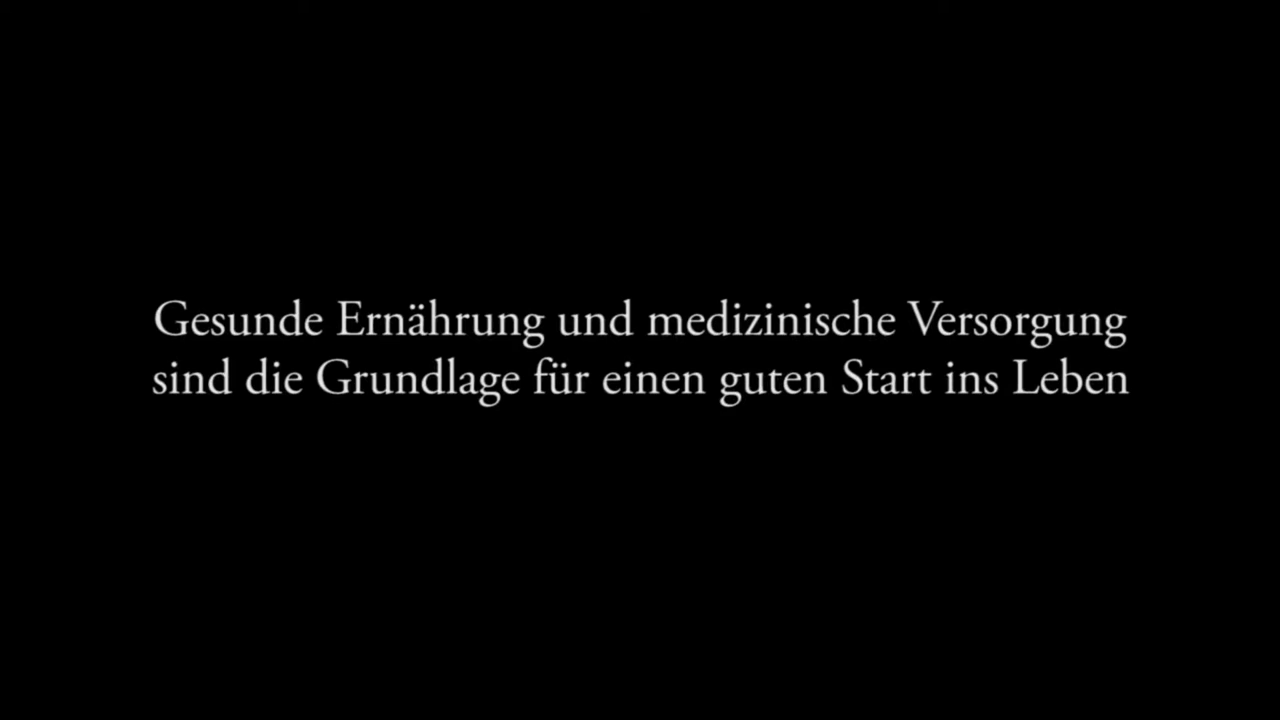 Gesunde Ernährung und medizinische Versorgung
sind die Grundlage für einen guten Start ins Leben